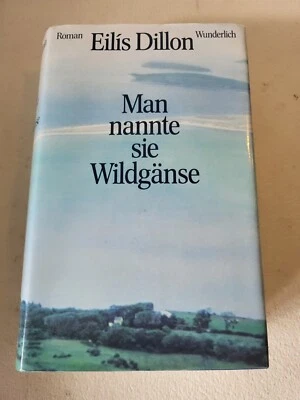 Roman Eilís Dillon Wunderlich
Man
nannte
sie
Wildgänse